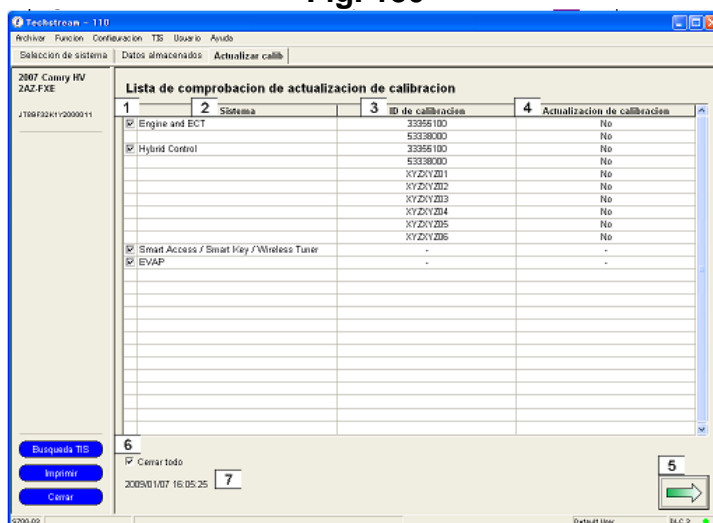 Techstream - 110
Archivar Funcion Configuracion TIS Usuario Ayuda
Seleccion de sistema Datos almacenados Actualizar calib
2007 Camry HV
2AZ-FXE
Lista de comprobacion de actualizacion de calibracion
1 2 Sistema 3 ID de calibracion 4 Actualizacion de calibracion
Engine and ECT 33355100 No
53338000 No
Hybrid Control 33355100 No
53338000 No
XYZXYZ01 No
XYZXYZ02 No
XYZXYZ03 No
XYZXYZ04 No
XYZXYZ05 No
XYZXYZ06 No
Smart Access / Smart Key / Wireless Tuner - -
EVAP - -
Busqueda TIS
Imprimir
Cerrar
6
Cerrar todo
2009/01/07 16:05:25 7
5
S700-02 Default User DLC 3